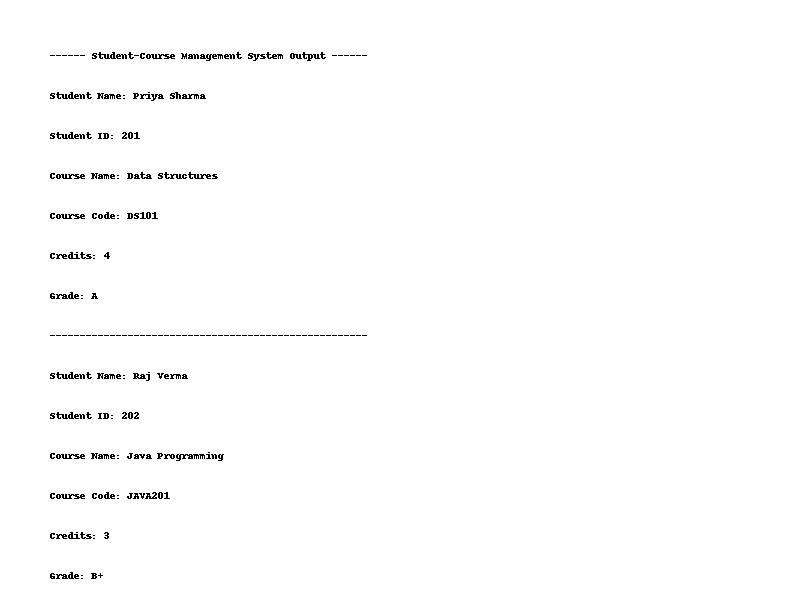 ------ Student-Course Management System Output ------
Student Name: Priya Sharma
Student ID: 201
Course Name: Data Structures
Course Code: DS101
Credits: 4
Grade: A
-----------------------------------------------------
Student Name: Raj Verma
Student ID: 202
Course Name: Java Programming
Course Code: JAVA201
Credits: 3
Grade: B+